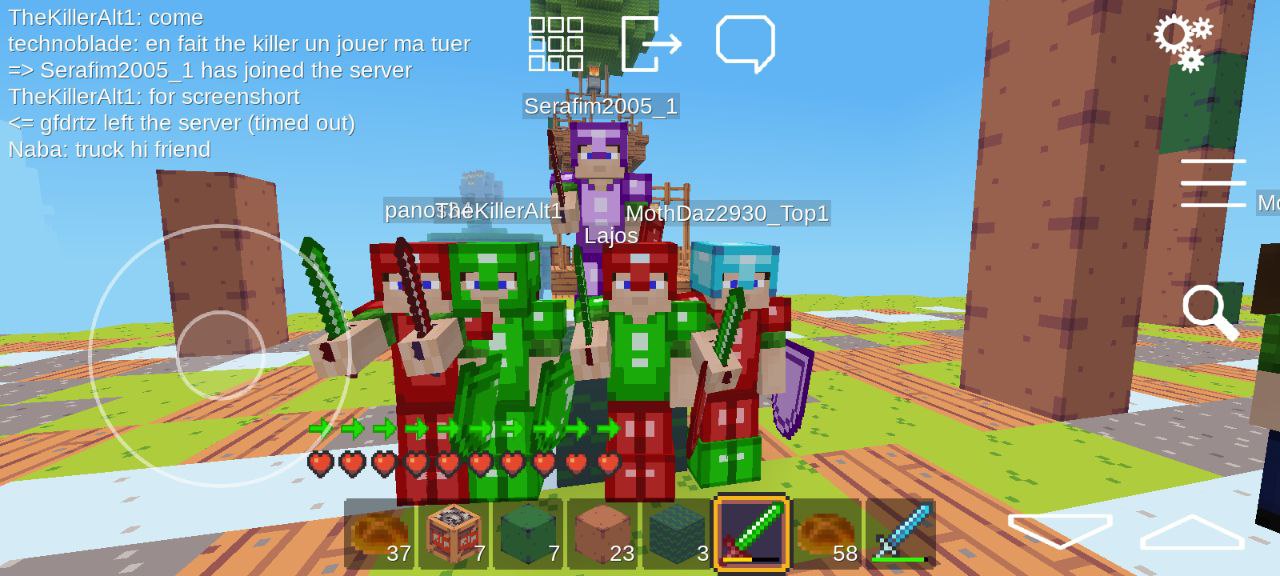 TheKillerAlt1: come
technoblade: en fait the killer un jouer ma tuer
=> Serafim2005_1 has joined the server
TheKillerAlt1: for screenshort
<= gfdrtz left the server (timed out)
Naba: truck hi friend
Serafim2005_1
TheKillerAlt1
MothDaz2930_Top1
Lajos
37
7
7
23
3
58